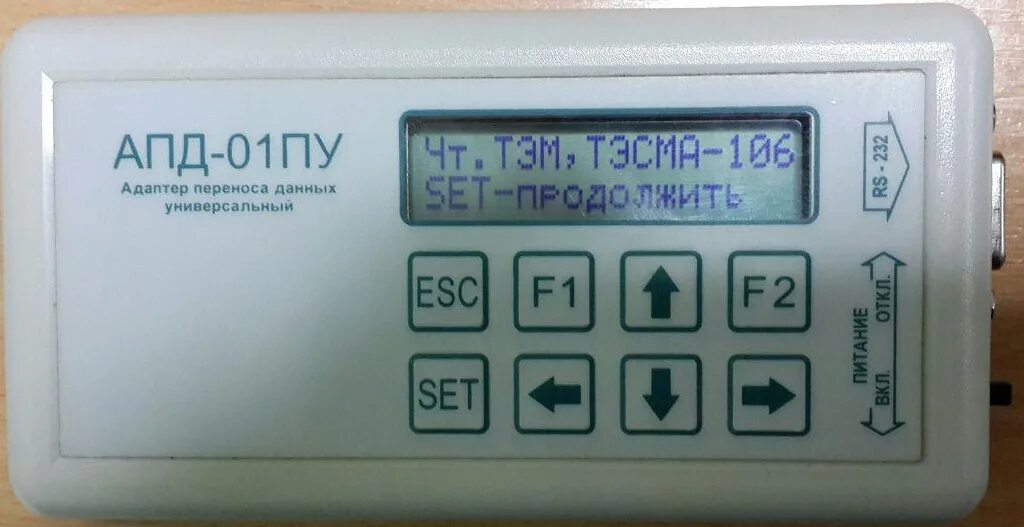 АПД-01ПУ
Адаптер переноса данных
универсальный
Чт. ТЭМ, ТЭСМА-106
SET-продолжить
RS - 232
ESC F1 F2
SET
ПИТАНИЕ
ВКЛ. ОТКЛ.